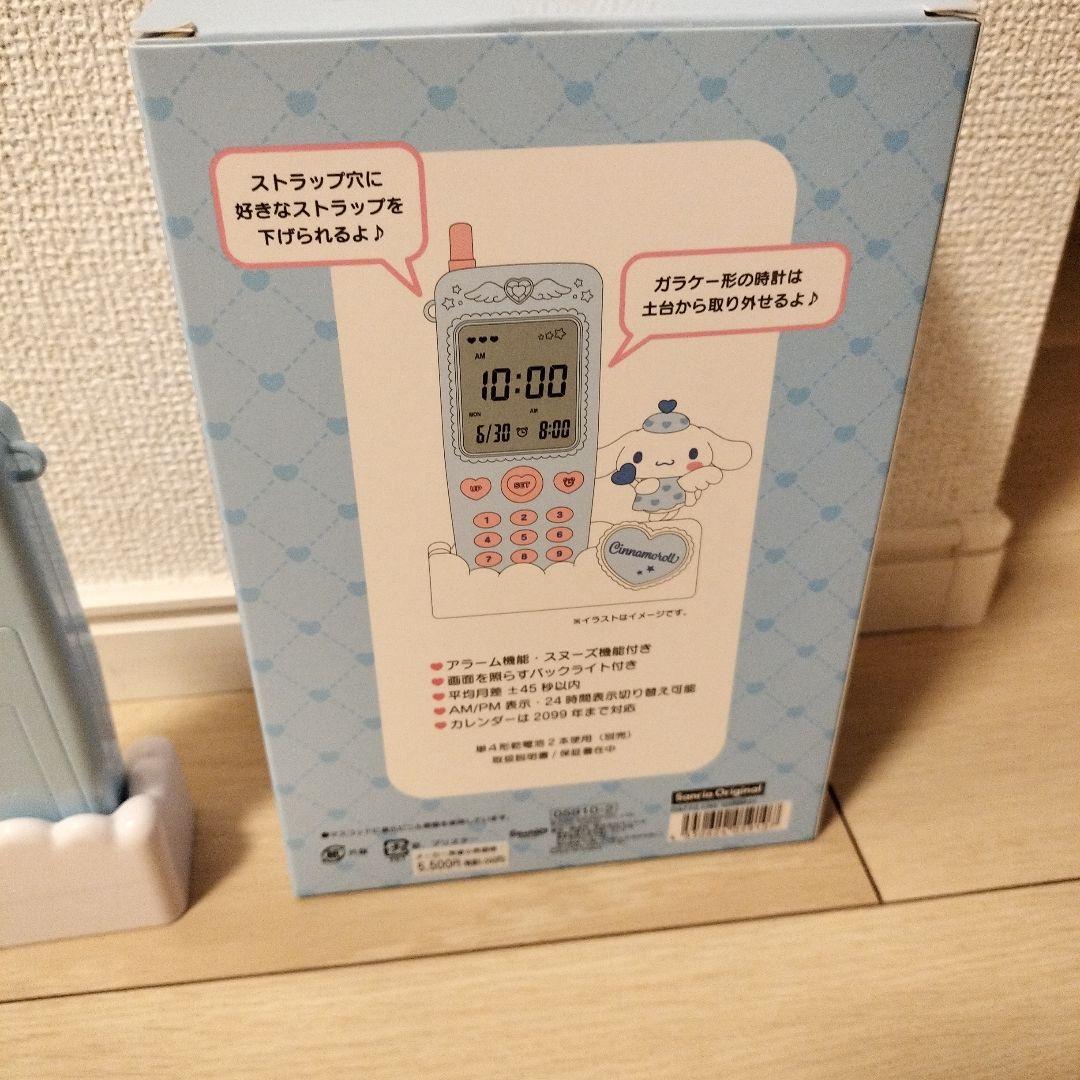 ストラップ穴に
好きなストラップを
下げられるよ♪
ガラケー形の時計は
土台から取り外せるよ♪
AM
10:00
MON
AM
6/30
8:00
UP
SET
1
2
3
4
5
6
7
8
9
Cinnamoroll
※イラストはイメージです。
アラーム機能・スヌーズ機能付き
画面を照らすバックライト付き
平均月差 ±45 秒以内
AM/PM 表示・24 時間表示切り替え可能
カレンダーは 2099 年まで対応
単4形乾電池2本使用(別売)
取扱説明書/保証書在中
Sanrio Original
05910-2
5,500円